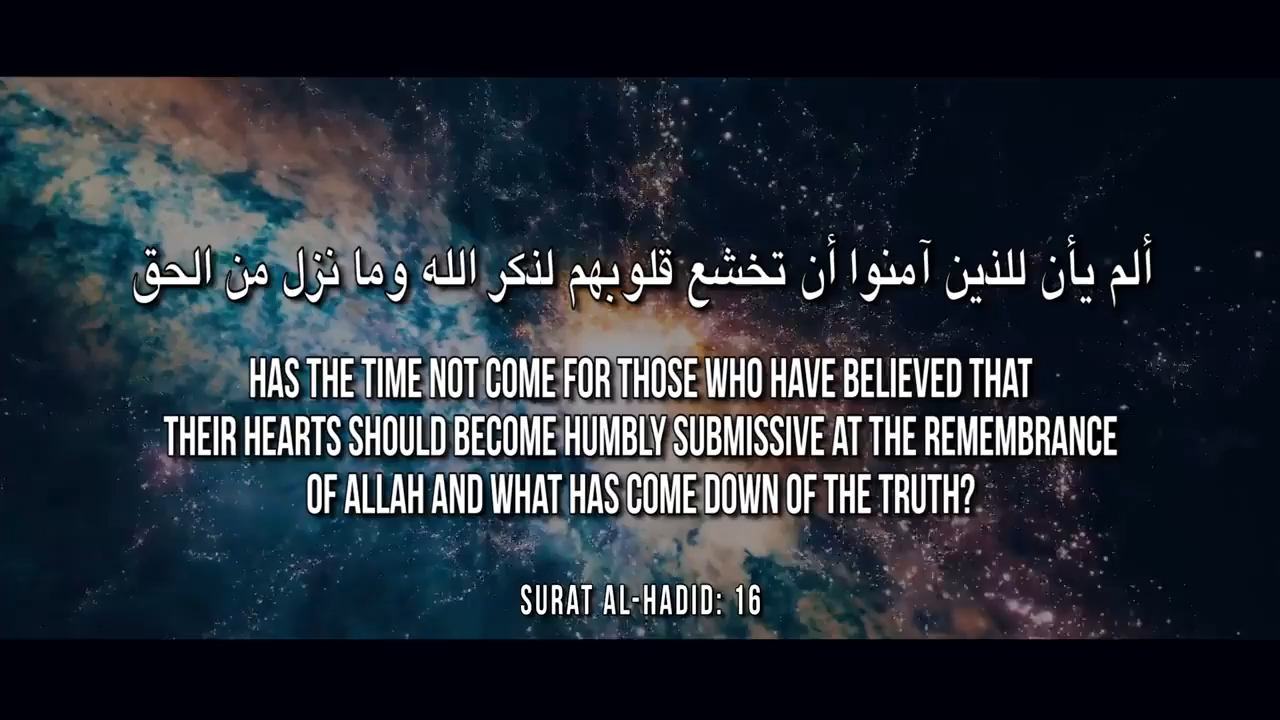 ألم يأن للذين آمنوا أن تخشع قلوبهم لذكر الله وما نزل من الحق
HAS THE TIME NOT COME FOR THOSE WHO HAVE BELIEVED THAT
THEIR HEARTS SHOULD BECOME HUMBLY SUBMISSIVE AT THE REMEMBRANCE
OF ALLAH AND WHAT HAS COME DOWN OF THE TRUTH?
SURAT AL-HADID: 16